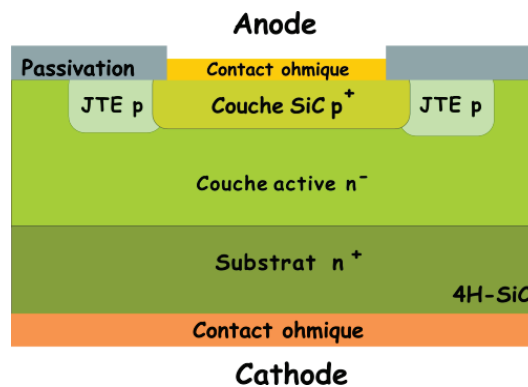 Anode
Passivation
Contact ohmique
JTE p
Couche SiC p+
JTE p
Couche active n-
Substrat n+
4H-SiC
Contact ohmique
Cathode